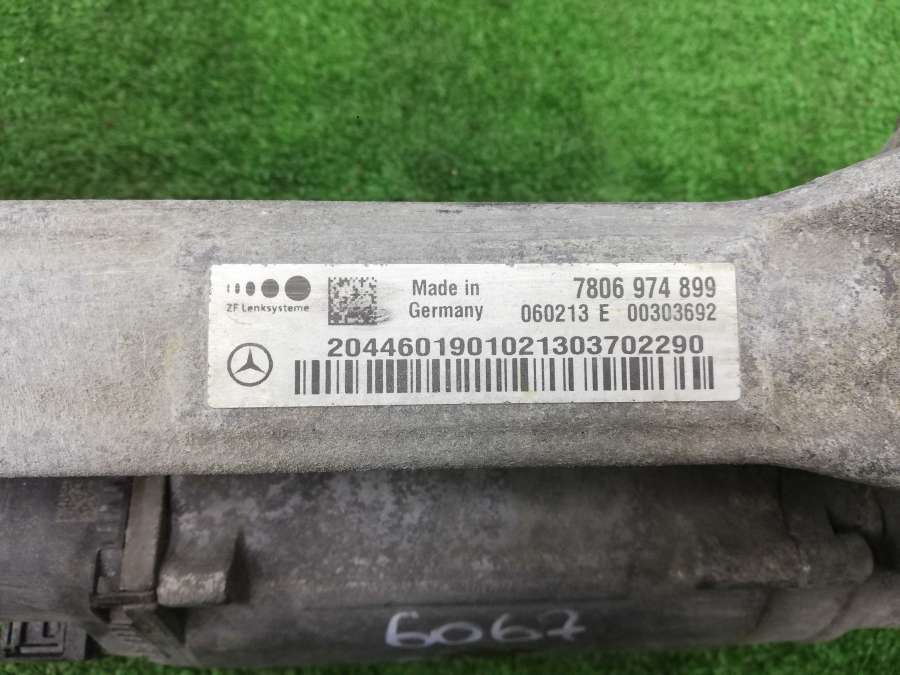 ZF Lenksysteme
Made in
Germany
7806 974 899
060213 E 00303692
2044601901021303702290
6067